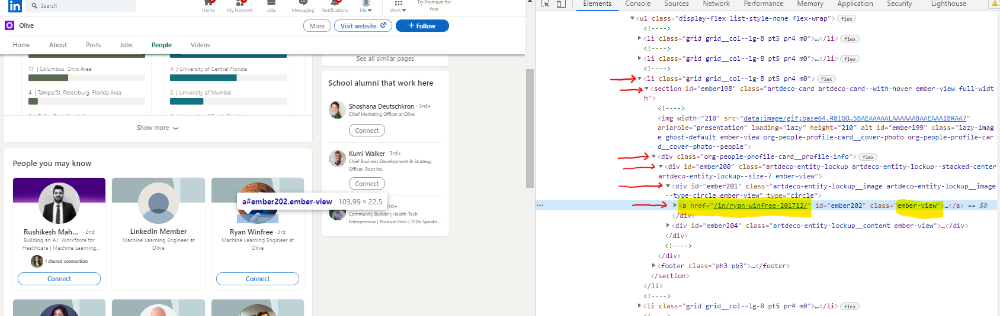 in
Search
Home
My Network
Jobs
Messaging
Notifications
Me
Work
Try Premium for
free
Olive
More
Visit website
+ Follow
Home
About
Posts
Jobs
People
Videos
17 | Columbus, Ohio Area
4 | Tampa/St. Petersburg, Florida Area
4 | University of Central Florida
2 | University of Mumbai
Show more
See all similar pages
School alumni that work here
Shoshana Deutschkron · 3rd+
Chief Marketing Officer at Olive
Connect
Kumi Walker · 3rd+
Chief Business Development & Strategy
Officer, Root Inc.
Connect
3rd+
Community Builder | Health-Tech
Entrepreneur | Podcast Host | TEDx Speake...
People you may know
Rushikesh Mah... · 2nd
Building an A.I. Workforce for
Healthcare | Machine Learning...
1 shared connection
Connect
LinkedIn Member
Machine Learning Engineer at
Olive
a#ember202.ember-view 103.99 × 22.5
Ryan Winfree · 3rd
Machine Learning Engineer at
Olive
Connect
Elements
Console
Sources
Network
Performance
Memory
Application
Security
Lighthouse
<ul class="display-flex list-style-none flex-wrap"> flex
<!---->
<li class="grid grid__col--lg-8 pt5 pr4 m0">…</li> flex
<!---->
<li class="grid grid__col--lg-8 pt5 pr4 m0">…</li> flex
<!---->
<li class="grid grid__col--lg-8 pt5 pr4 m0"> flex
<section id="ember198" class="artdeco-card artdeco-card--with-hover ember-view full-widt
h">
<!---->
<img width="210" src="data:image/gif;base64,R0lGO…5BAEAAAAALAAAAAABAAEAAAIBRAA7"
ariarole="presentation" loading="lazy" height="210" alt id="ember199" class="lazy-imag
e ghost-default ember-view org-people-profile-card__cover-photo org-people-profile-car
d__cover-photo--people">
<div class="org-people-profile-card__profile-info"> flex
<div id="ember200" class="artdeco-entity-lockup artdeco-entity-lockup--stacked-center
artdeco-entity-lockup--size-7 ember-view">
<div id="ember201" class="artdeco-entity-lockup__image artdeco-entity-lockup__image
--type-circle ember-view" type="circle">
<a href="/in/ryan-winfree-201712/" id="ember202" class="ember-view">…</a> == $0
</div>
<div id="ember204" class="artdeco-entity-lockup__content ember-view">…</div>
</div>
<!---->
</div>
<footer class="ph3 pb3">…</footer>
</section>
</li>
<!---->
<li class="grid grid__col--lg-8 pt5 pr4 m0">…</li> flex